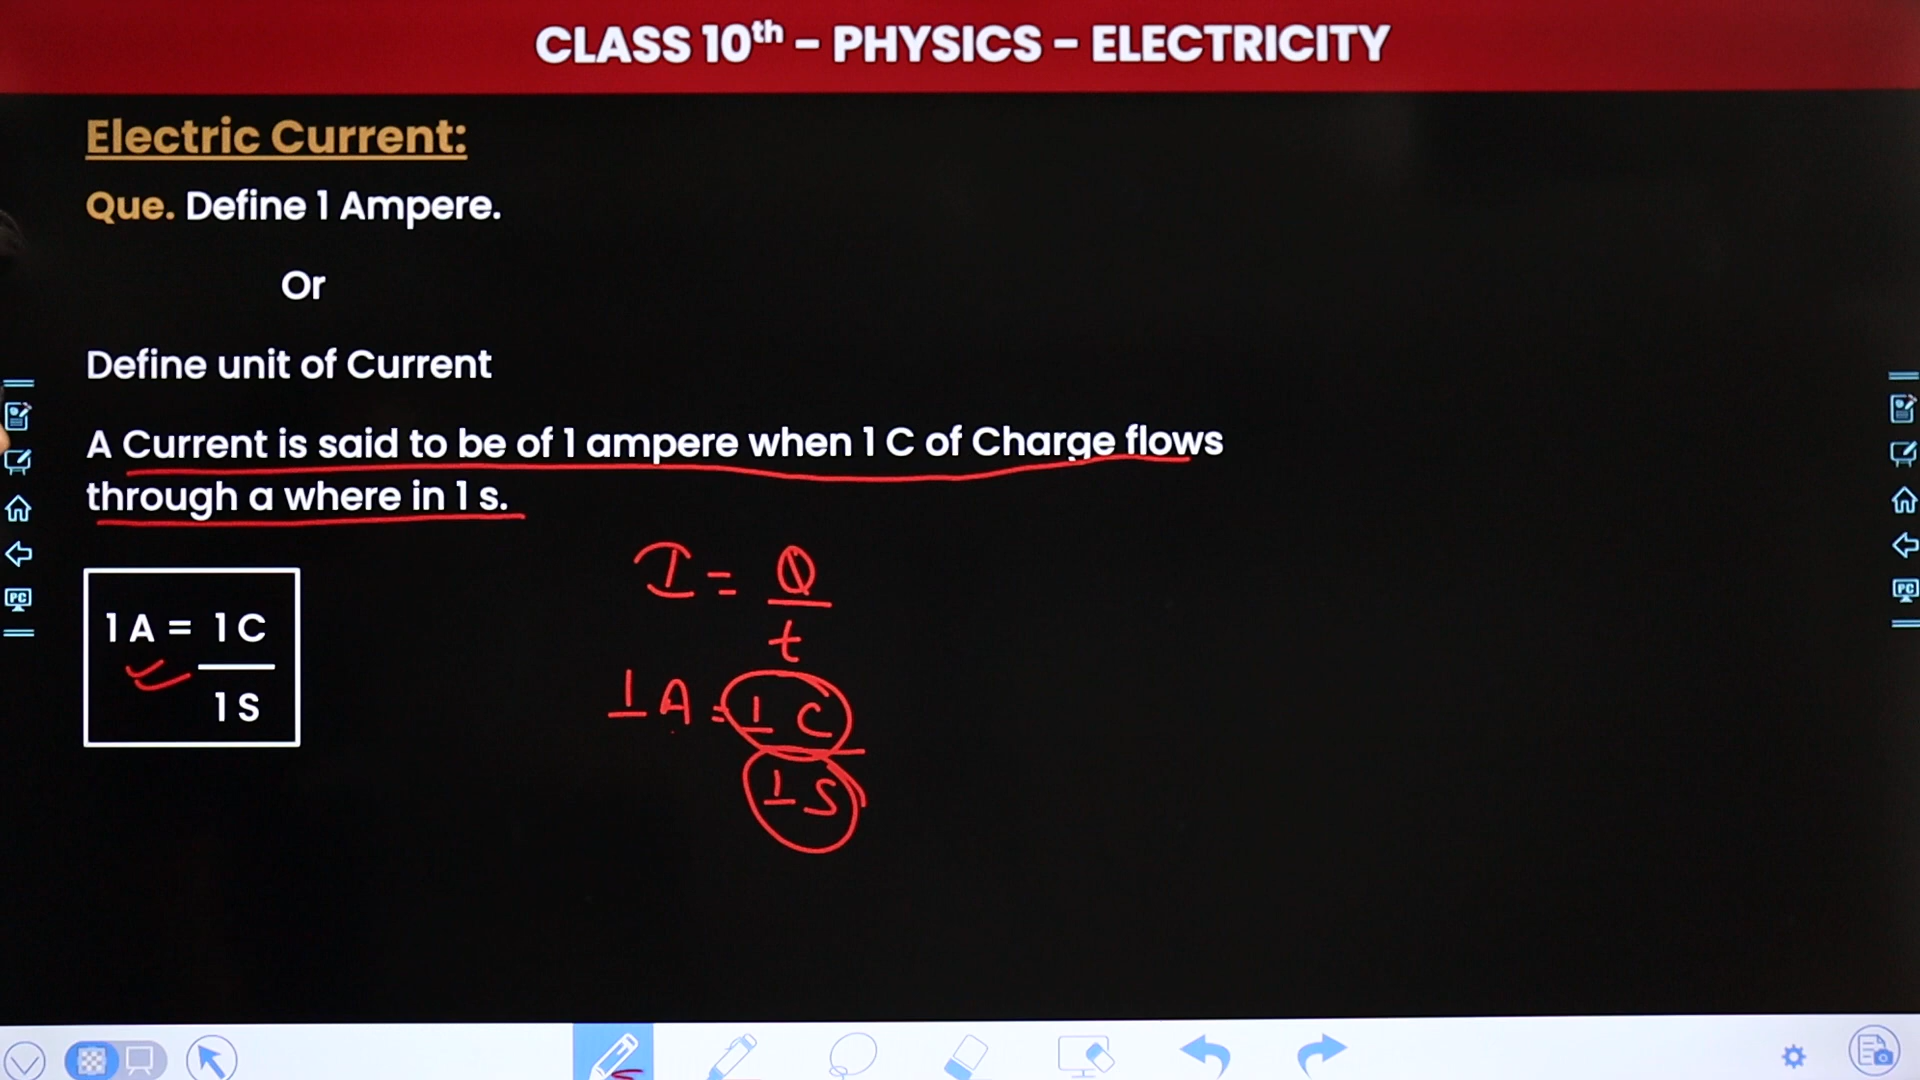 CLASS 10th - PHYSICS - ELECTRICITY
Electric Current:
Que. Define 1 Ampere.
Or
Define unit of Current
A Current is said to be of 1 ampere when 1 C of Charge flows
through a where in 1 s.
1 A = 1 C
1 S
I = Q
t
1 A = 1 C
1 S
PC
PC